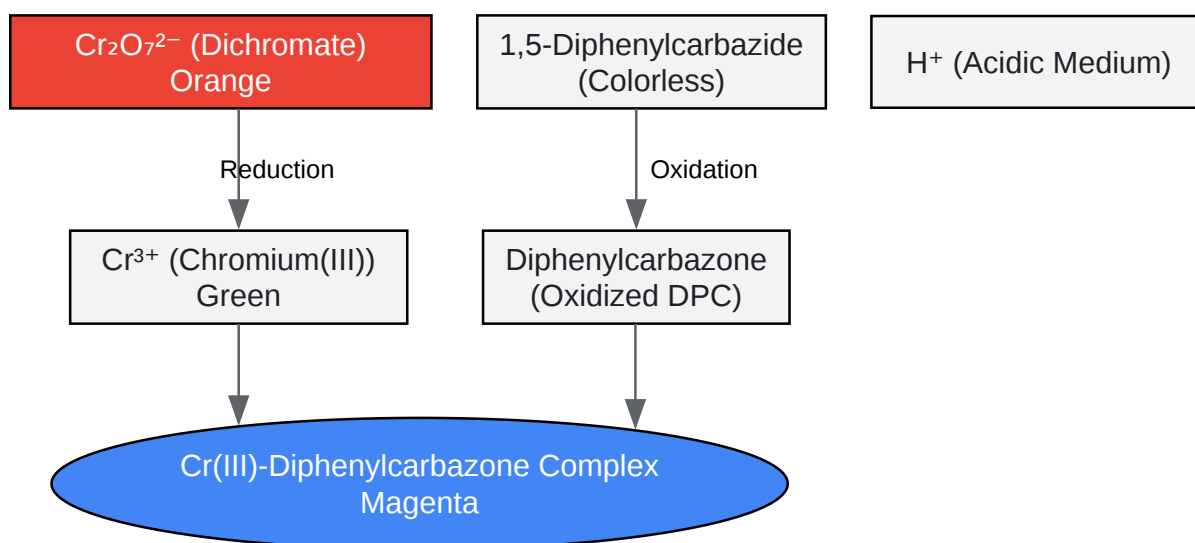 Cr₂O₇²⁻ (Dichromate)
Orange
1,5-Diphenylcarbazide
(Colorless)
H⁺ (Acidic Medium)
Reduction
Oxidation
Cr³⁺ (Chromium(III))
Green
Diphenylcarbazone
(Oxidized DPC)
Cr(III)-Diphenylcarbazone Complex
Magenta